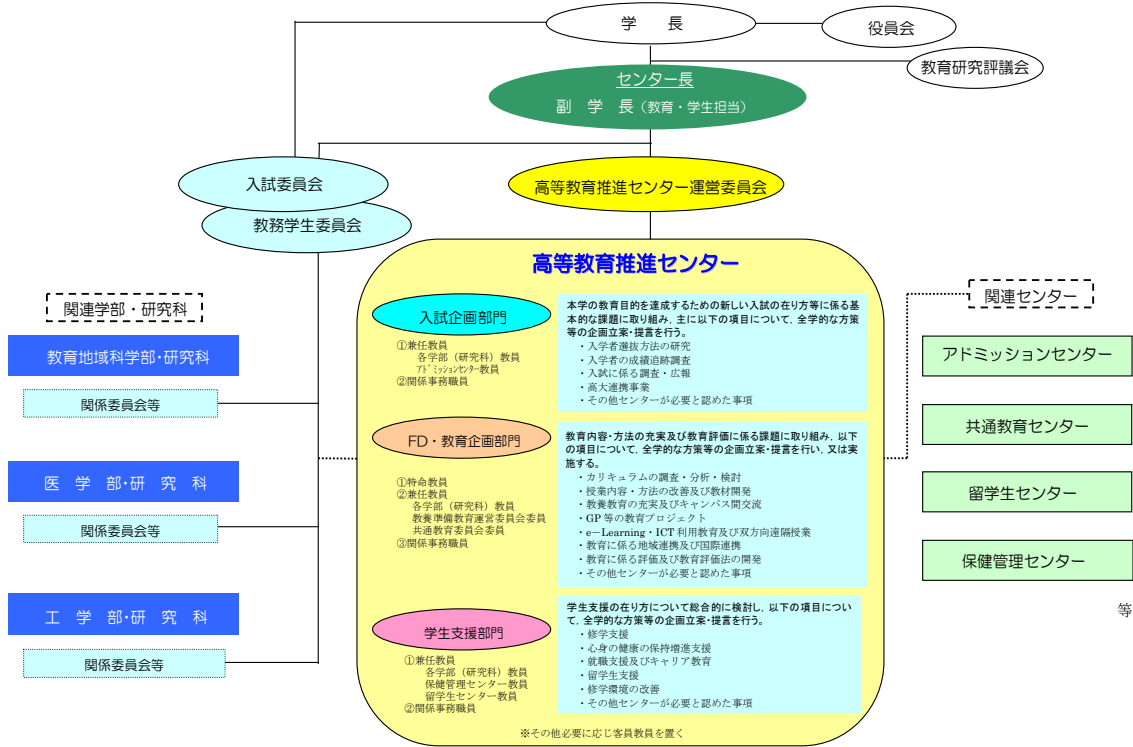 学　長
役員会
教育研究評議会
センター長
副　学　長（教育・学生担当）
入試委員会
教務学生委員会
高等教育推進センター運営委員会
高等教育推進センター
関連学部・研究科
教育地域科学部・研究科
関係委員会等
医　学　部・研　究　科
関係委員会等
工　学　部・研　究　科
関係委員会等
入試企画部門
①兼任教員
各学部（研究科）教員
ｱﾄﾞﾐｯｼｮﾝｾﾝﾀｰ教員
②関係事務職員
本学の教育目的を達成するための新しい入試の在り方等に係る基
本的な課題に取り組み，主に以下の項目について，全学的な方策
等の企画立案・提言を行う。
・入学者選抜方法の研究
・入学者の成績追跡調査
・入試に係る調査・広報
・高大連携事業
・その他センターが必要と認めた事項
FD・教育企画部門
①特命教員
②兼任教員
各学部（研究科）教員
教養準備教育運営委員会委員
共通教育委員会委員
③関係事務職員
教育内容・方法の充実及び教育評価に係る課題に取り組み，以下
の項目について，全学的な方策等の企画立案・提言を行い，又は実
施する。
・カリキュラムの調査・分析・検討
・授業内容・方法の改善及び教材開発
・教養教育の充実及びキャンパス間交流
・GP 等の教育プロジェクト
・e－Learning・ICT 利用教育及び双方向遠隔授業
・教育に係る地域連携及び国際連携
・教育に係る評価及び教育評価法の開発
・その他センターが必要と認めた事項
学生支援部門
①兼任教員
各学部（研究科）教員
保健管理センター教員
留学生センター教員
②関係事務職員
学生支援の在り方について総合的に検討し，以下の項目につい
て，全学的な方策等の企画立案・提言を行う。
・修学支援
・心身の健康の保持増進支援
・就職支援及びキャリア教育
・留学生支援
・修学環境の改善
・その他センターが必要と認めた事項
※その他必要に応じ客員教員を置く
関連センター
アドミッションセンター
共通教育センター
留学生センター
保健管理センター
等